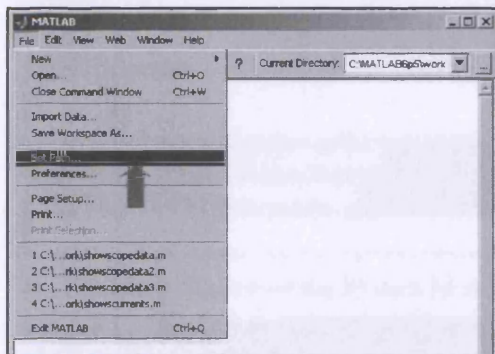 MATLAB
File Edit View Web Window Help
New
Open... Ctrl+O
Close Command Window Ctrl+W
Import Data...
Save Workspace As...
Set Path...
Preferences...
Page Setup...
Print...
Print Selection...
1 C:\...ork\showscopedata.m
2 C:\...ork\showscopedata2.m
3 C:\...ork\showscopedata3.m
4 C:\...ork\showscurrents.m
Exit MATLAB Ctrl+Q
? Current Directory: C:\MATLAB6p5\work ...